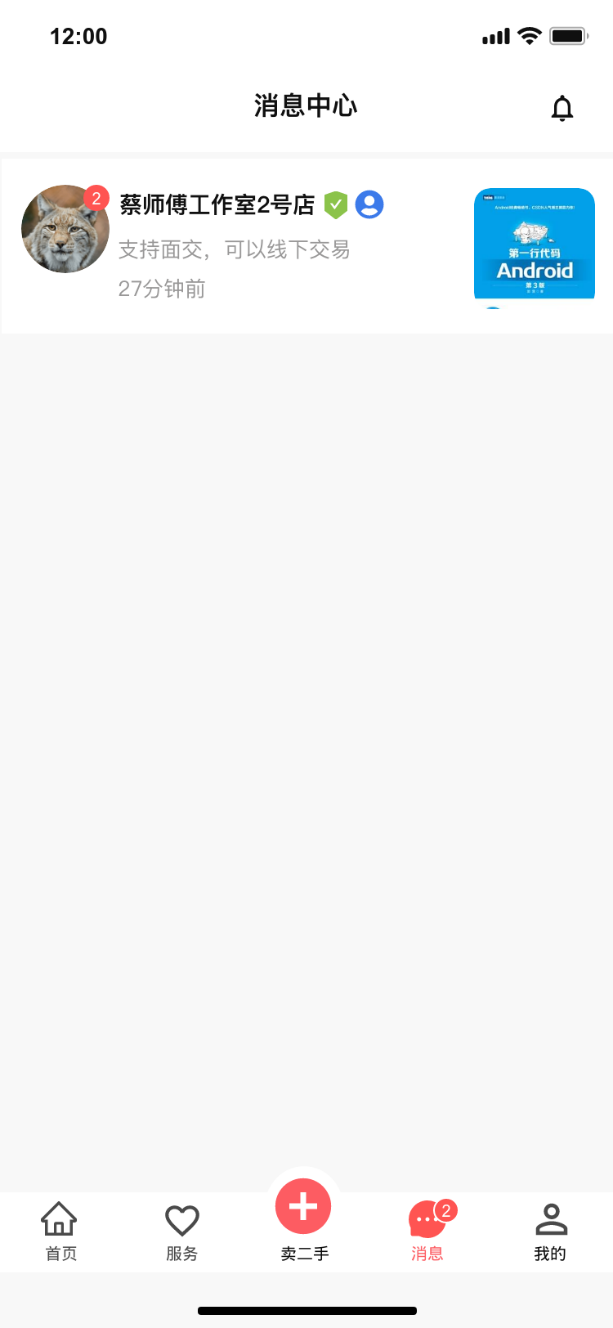 12:00
消息中心
2
蔡师傅工作室2号店
支持面交，可以线下交易
27分钟前
第一行代码
Android
第3版
2
首页
服务
卖二手
消息
我的